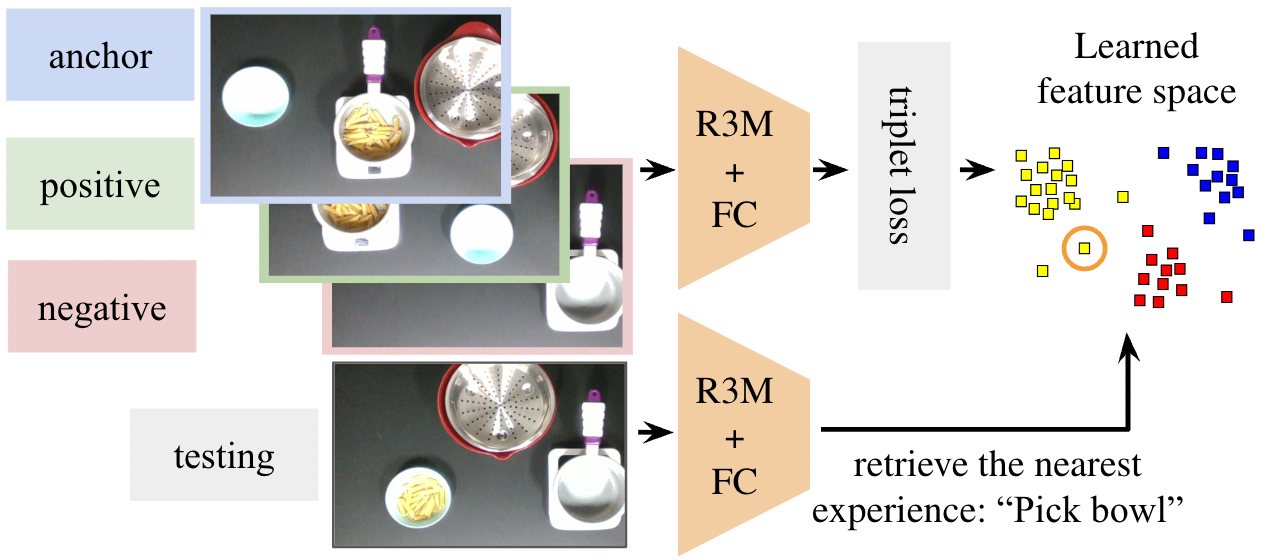 anchor
positive
negative
testing
R3M
+
FC
triplet loss
Learned
feature space
R3M
+
FC
retrieve the nearest
experience: “Pick bowl”